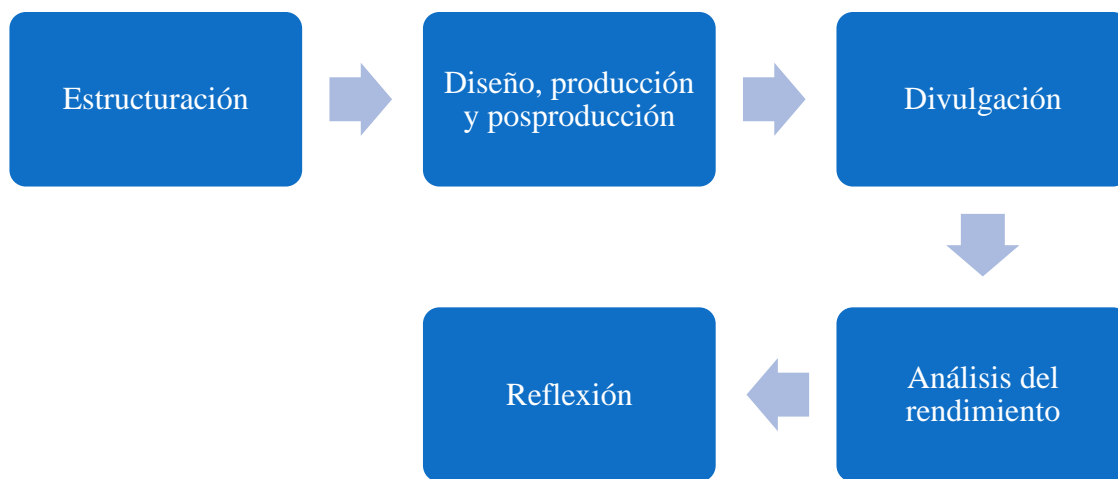 Estructuración
Diseño, producción
y posproducción
Divulgación
Análisis del
rendimiento
Reflexión